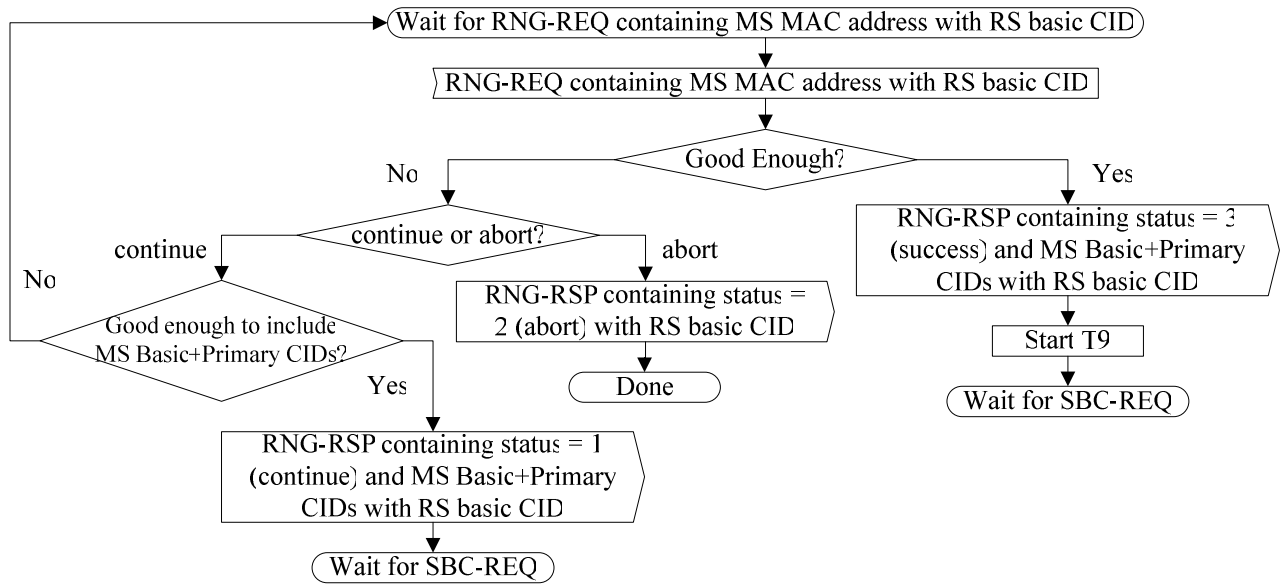 Wait for RNG-REQ containing MS MAC address with RS basic CID
RNG-REQ containing MS MAC address with RS basic CID
Good Enough?
No
Yes
continue or abort?
RNG-RSP containing status = 3
(success) and MS Basic+Primary
CIDs with RS basic CID
continue
abort
No
RNG-RSP containing status =
2 (abort) with RS basic CID
Good enough to include
MS Basic+Primary CIDs?
Start T9
Yes
Done
Wait for SBC-REQ
RNG-RSP containing status = 1
(continue) and MS Basic+Primary
CIDs with RS basic CID
Wait for SBC-REQ